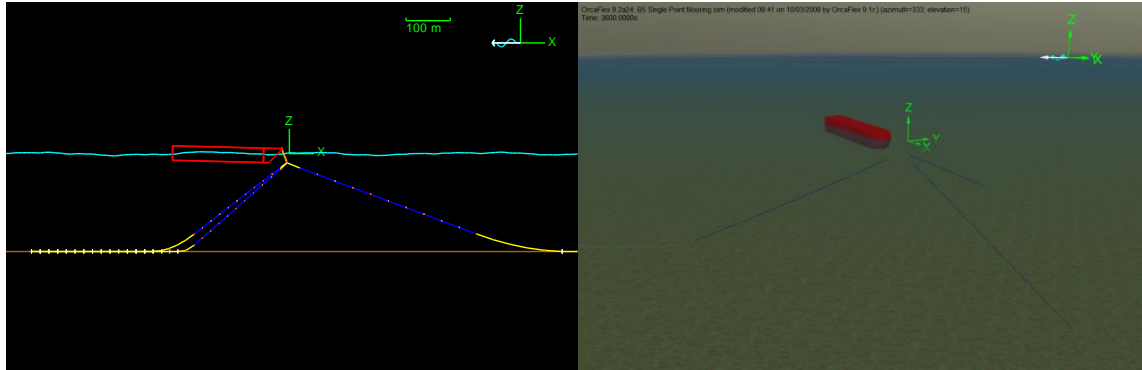 Z
X
100 m
Z
X
OrcaFlex 9.2a24: B5 Single Point Mooring.sim (modified 09:41 on 10/03/2008 by OrcaFlex 9.1c) (azimuth=333; elevation=15)
Time: 3600.0000s
Z
Y
X
Z
Y
X